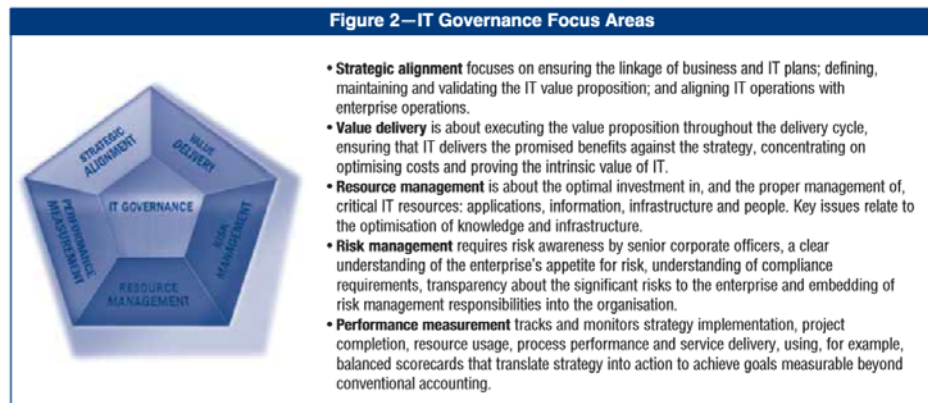 Figure 2—IT Governance Focus Areas
STRATEGIC
ALIGNMENT
VALUE
DELIVERY
IT GOVERNANCE
PERFORMANCE
MEASUREMENT
RISK
MANAGEMENT
RESOURCE
MANAGEMENT
• Strategic alignment focuses on ensuring the linkage of business and IT plans; defining,
maintaining and validating the IT value proposition; and aligning IT operations with
enterprise operations.
• Value delivery is about executing the value proposition throughout the delivery cycle,
ensuring that IT delivers the promised benefits against the strategy, concentrating on
optimising costs and proving the intrinsic value of IT.
• Resource management is about the optimal investment in, and the proper management of,
critical IT resources: applications, information, infrastructure and people. Key issues relate to
the optimisation of knowledge and infrastructure.
• Risk management requires risk awareness by senior corporate officers, a clear
understanding of the enterprise's appetite for risk, understanding of compliance
requirements, transparency about the significant risks to the enterprise and embedding of
risk management responsibilities into the organisation.
• Performance measurement tracks and monitors strategy implementation, project
completion, resource usage, process performance and service delivery, using, for example,
balanced scorecards that translate strategy into action to achieve goals measurable beyond
conventional accounting.